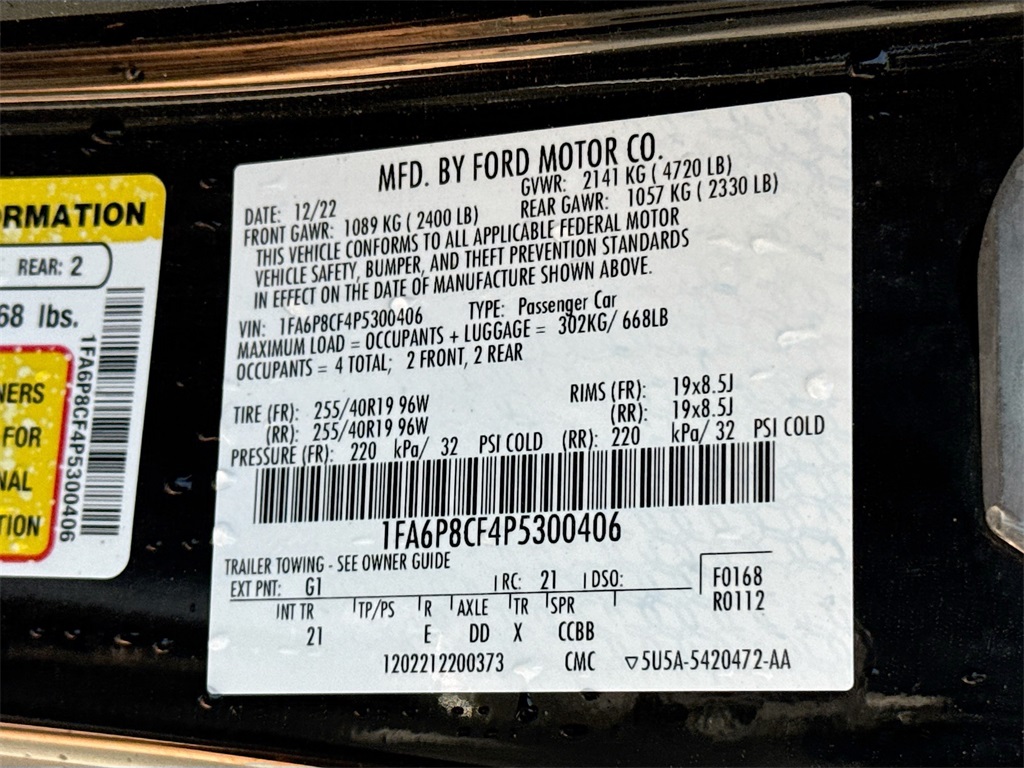 RMATION
REAR: 2
68 lbs.
NERS
FOR
NAL
TION
1FA6P8CF4P5300406
MFD. BY FORD MOTOR CO.
DATE: 12/22 GVWR: 2141 KG ( 4720 LB)
FRONT GAWR: 1089 KG ( 2400 LB) REAR GAWR: 1057 KG ( 2330 LB)
THIS VEHICLE CONFORMS TO ALL APPLICABLE FEDERAL MOTOR
VEHICLE SAFETY, BUMPER, AND THEFT PREVENTION STANDARDS
IN EFFECT ON THE DATE OF MANUFACTURE SHOWN ABOVE.
VIN: 1FA6P8CF4P5300406 TYPE: Passenger Car
MAXIMUM LOAD = OCCUPANTS + LUGGAGE = 302KG/ 668LB
OCCUPANTS = 4 TOTAL; 2 FRONT, 2 REAR
TIRE (FR): 255/40R19 96W RIMS (FR): 19x8.5J
(RR): 255/40R19 96W (RR): 19x8.5J
PRESSURE (FR): 220 kPa/ 32 PSI COLD (RR): 220 kPa/ 32 PSI COLD
1FA6P8CF4P5300406
TRAILER TOWING - SEE OWNER GUIDE
EXT PNT: G1 RC: 21 DSO: F0168
INT TR TP/PS R AXLE TR SPR R0112
21 E DD X CCBB
1202212200373 CMC ▽5U5A-5420472-AA